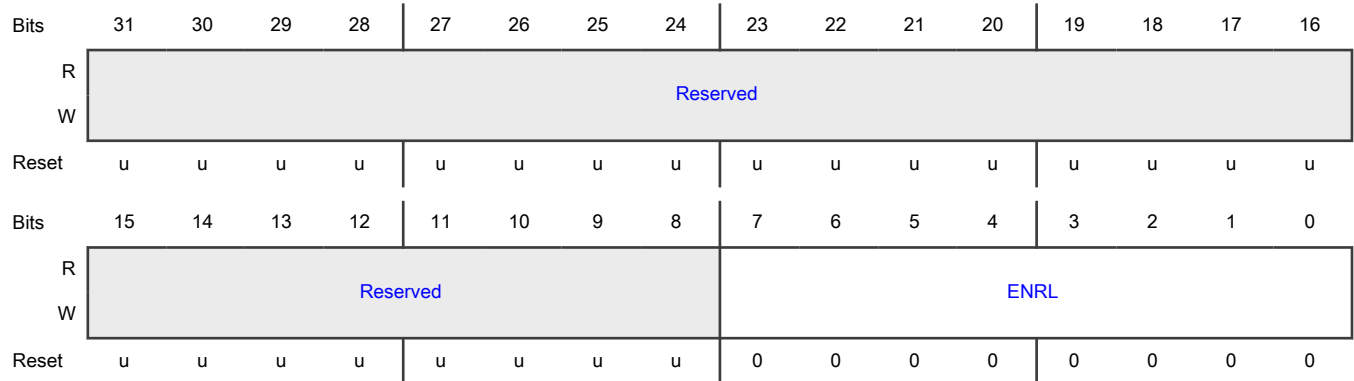 Bits 31 30 29 28 27 26 25 24 23 22 21 20 19 18 17 16
R
Reserved
W
Reset u u u u u u u u u u u u u u u u
Bits 15 14 13 12 11 10 9 8 7 6 5 4 3 2 1 0
R
Reserved ENRL
W
Reset u u u u u u u u 0 0 0 0 0 0 0 0